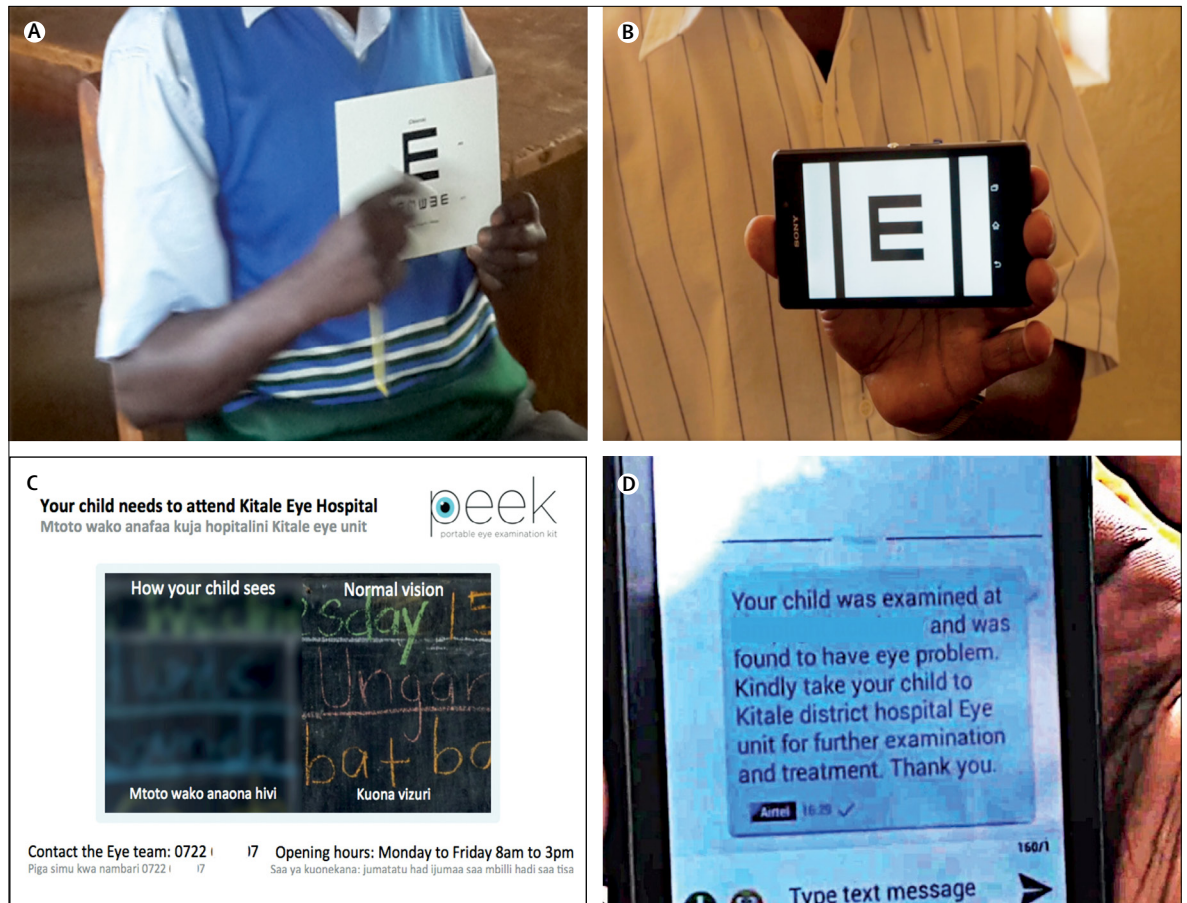 A
E
B
SONY
E
C
Your child needs to attend Kitale Eye Hospital
Mtoto wako anafaa kuja hopitalini Kitale eye unit
peek
portable eye examination kit
How your child sees
Normal vision
sday 15
Ungar
bat ba
Mtoto wako anaona hivi
Kuona vizuri
Contact the Eye team: 0722 07
Piga simu kwa nambari 0722 07
Opening hours: Monday to Friday 8am to 3pm
Saa ya kuonekana: jumatatu had ijumaa saa mbilli hadi saa tisa
D
Your child was examined at
and was
found to have eye problem.
Kindly take your child to
Kitale district hospital Eye
unit for further examination
and treatment. Thank you.
Airtel 16:29
160/1
Type text message